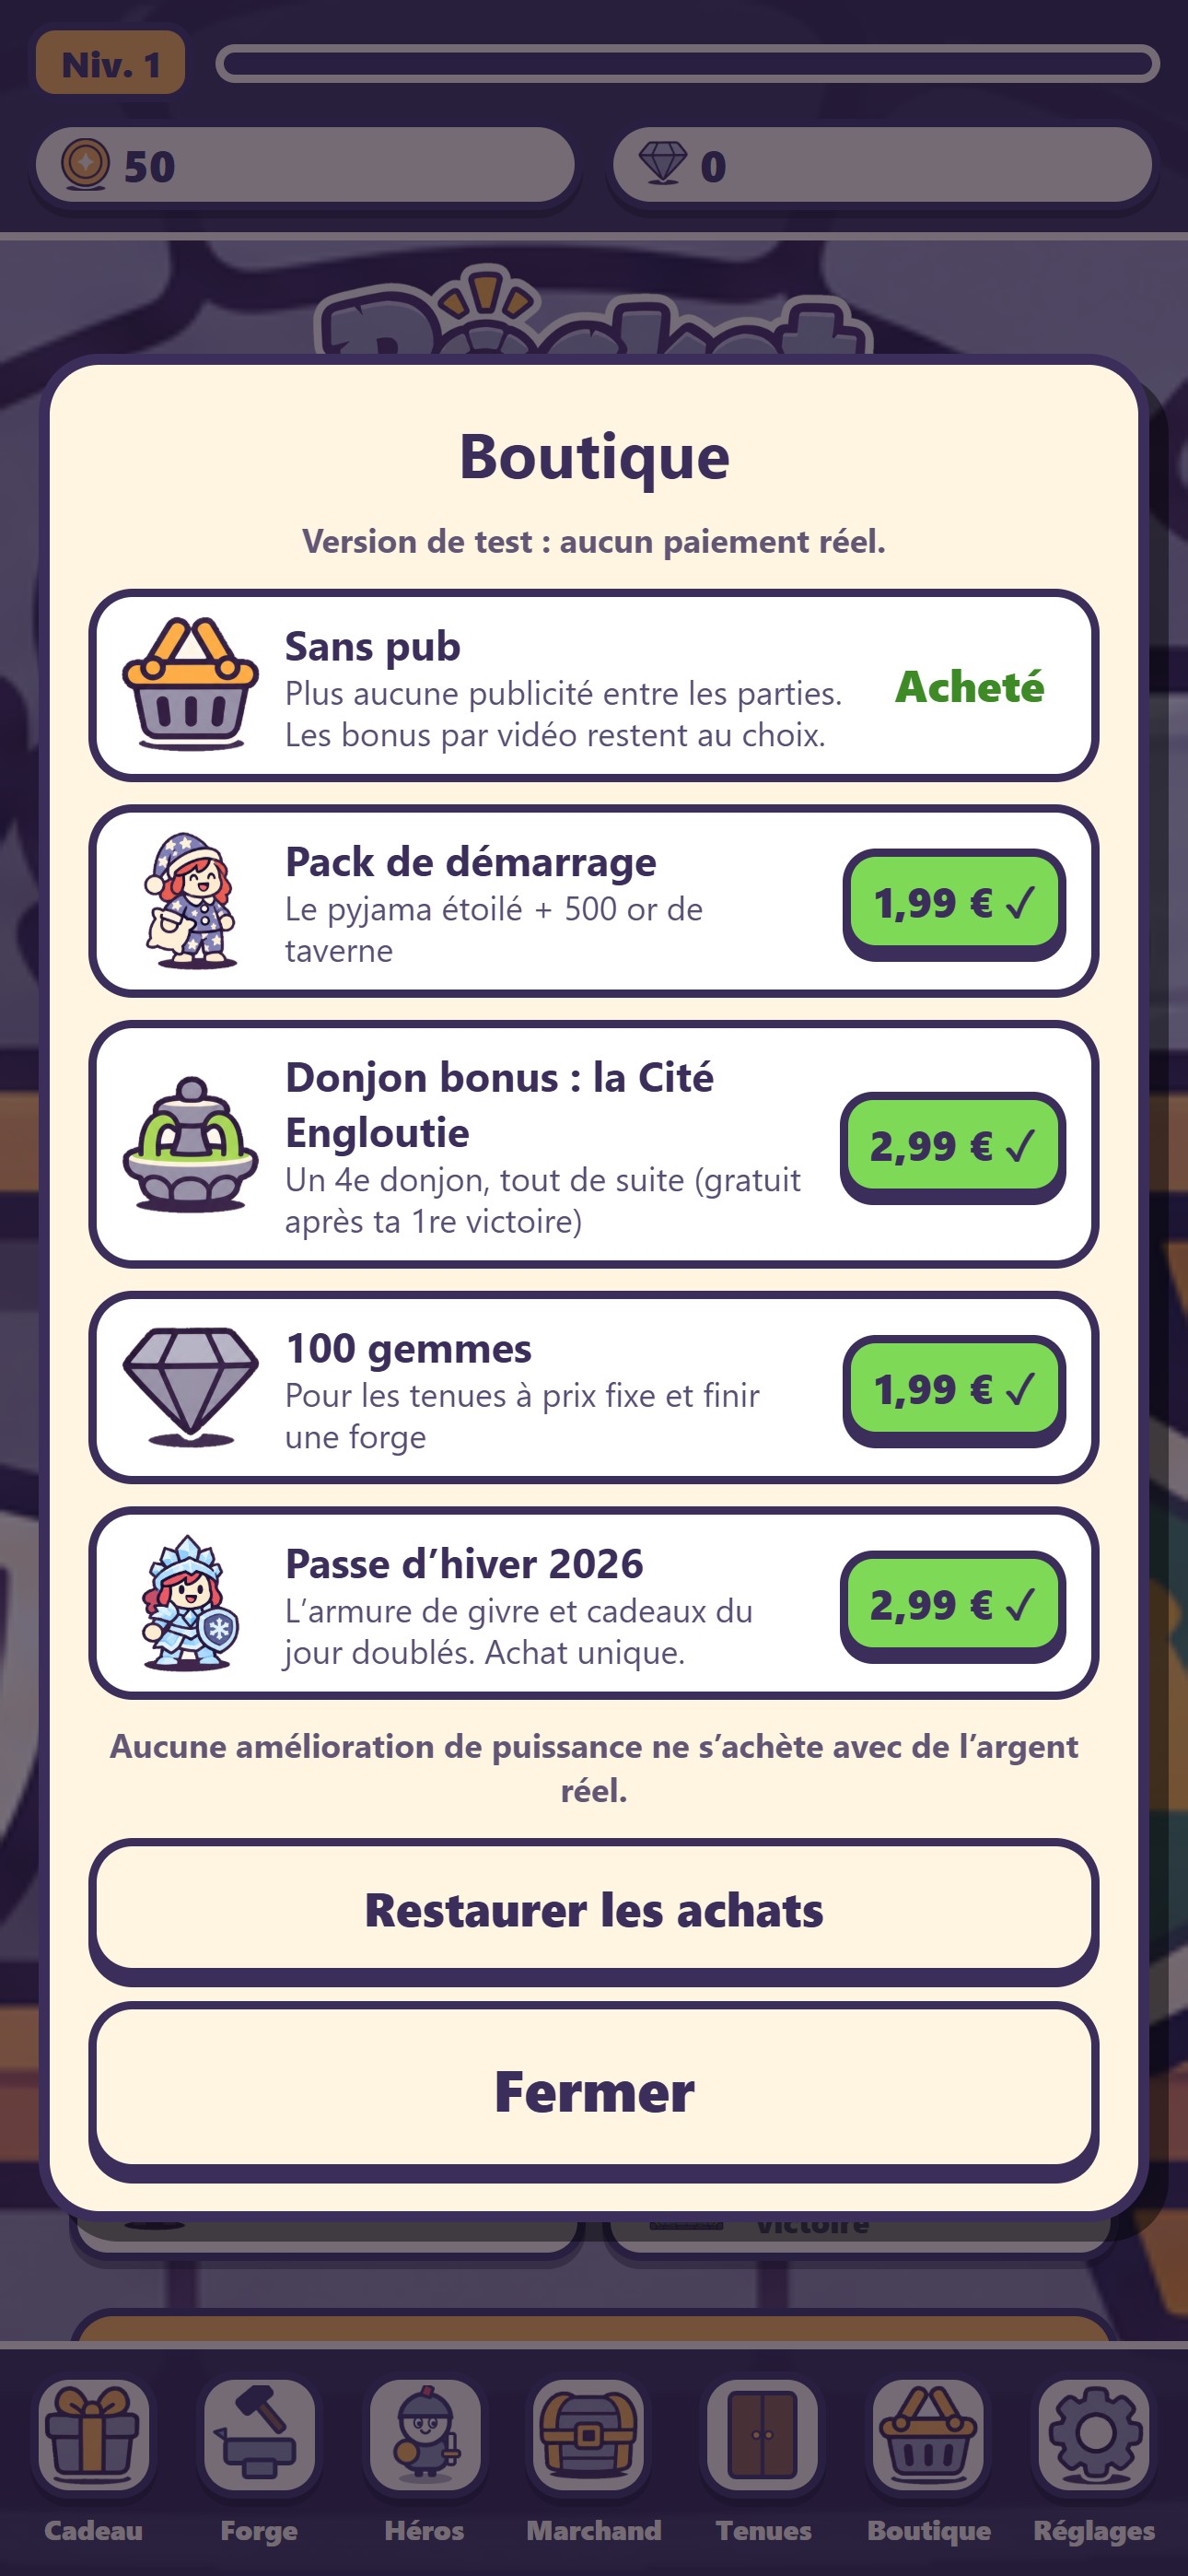 Niv. 1
50
0
Boutique
Version de test : aucun paiement réel.
Sans pub
Plus aucune publicité entre les parties.
Les bonus par vidéo restent au choix.
Acheté
Pack de démarrage
Le pyjama étoilé + 500 or de
taverne
1,99 € ✓
Donjon bonus : la Cité
Engloutie
Un 4e donjon, tout de suite (gratuit
après ta 1re victoire)
2,99 € ✓
100 gemmes
Pour les tenues à prix fixe et finir
une forge
1,99 € ✓
Passe d’hiver 2026
L’armure de givre et cadeaux du
jour doublés. Achat unique.
2,99 € ✓
Aucune amélioration de puissance ne s’achète avec de l’argent
réel.
Restaurer les achats
Fermer
victoire
Cadeau
Forge
Héros
Marchand
Tenues
Boutique
Réglages